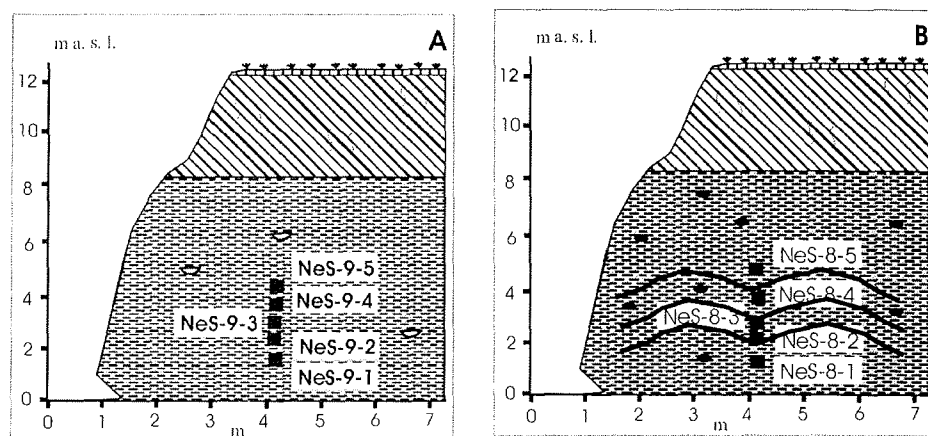 A
m a. s. l.
12
10
8
6
4
2
0
NeS-9-5
NeS-9-4
NeS-9-3
NeS-9-2
NeS-9-1
0 1 2 3 4 5 6 7
m
B
m a. s. l.
12
10
8
6
4
2
0
NeS-8-5
NeS-8-4
NeS-8-3
NeS-8-2
NeS-8-1
0 1 2 3 4 5 6 7
m